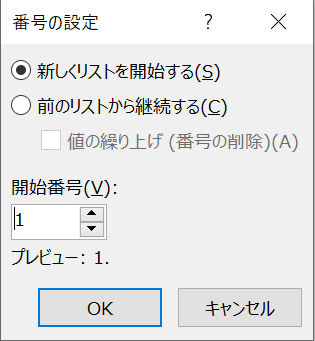 番号の設定 ?
新しくリストを開始する(S)
前のリストから継続する(C)
値の繰り上げ (番号の削除)(A)
開始番号(V):
1
プレビュー: 1.
OK キャンセル